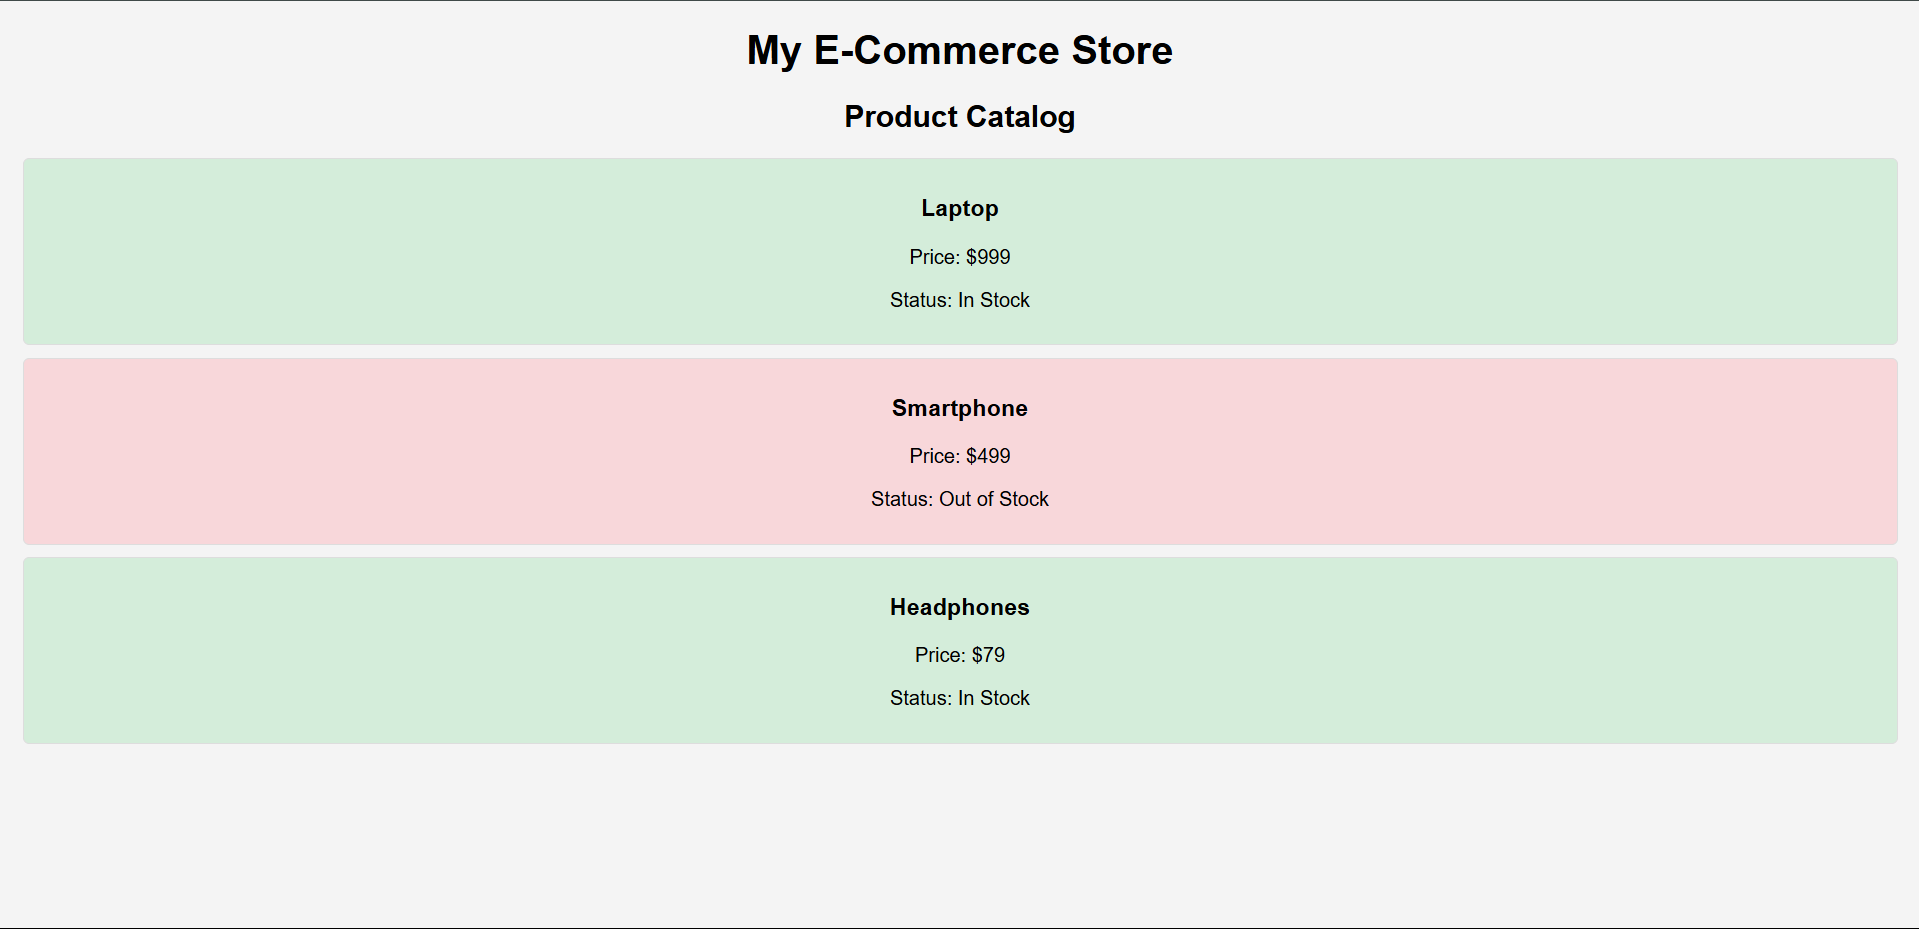 My E-Commerce Store
Product Catalog
Laptop
Price: $999
Status: In Stock
Smartphone
Price: $499
Status: Out of Stock
Headphones
Price: $79
Status: In Stock